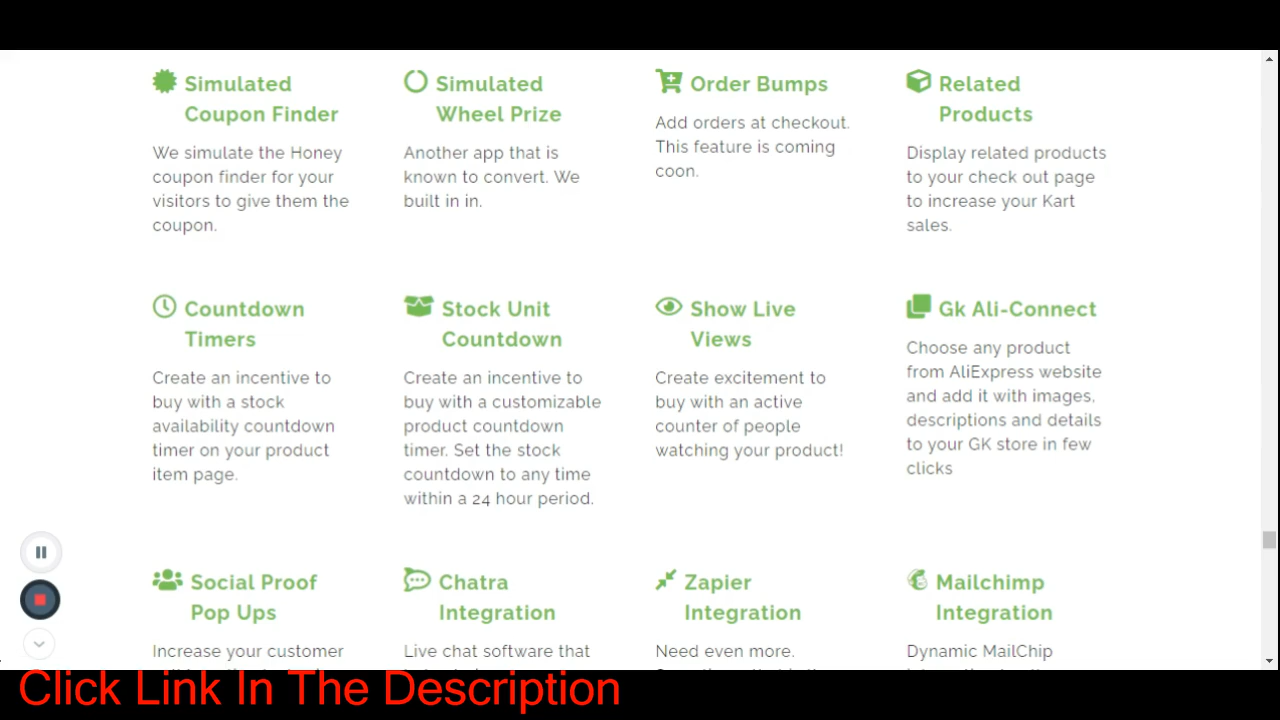 Simulated
Coupon Finder
We simulate the Honey
coupon finder for your
visitors to give them the
coupon.
Simulated
Wheel Prize
Another app that is
known to convert. We
built in in.
Order Bumps
Add orders at checkout.
This feature is coming
coon.
Related
Products
Display related products
to your check out page
to increase your Kart
sales.
Countdown
Timers
Create an incentive to
buy with a stock
availability countdown
timer on your product
item page.
Stock Unit
Countdown
Create an incentive to
buy with a customizable
product countdown
timer. Set the stock
countdown to any time
within a 24 hour period.
Show Live
Views
Create excitement to
buy with an active
counter of people
watching your product!
Gk Ali-Connect
Choose any product
from AliExpress website
and add it with images,
descriptions and details
to your GK store in few
clicks
Social Proof
Pop Ups
Increase your customer
Chatra
Integration
Live chat software that
Zapier
Integration
Need even more.
Mailchimp
Integration
Dynamic MailChip
Click Link In The Description